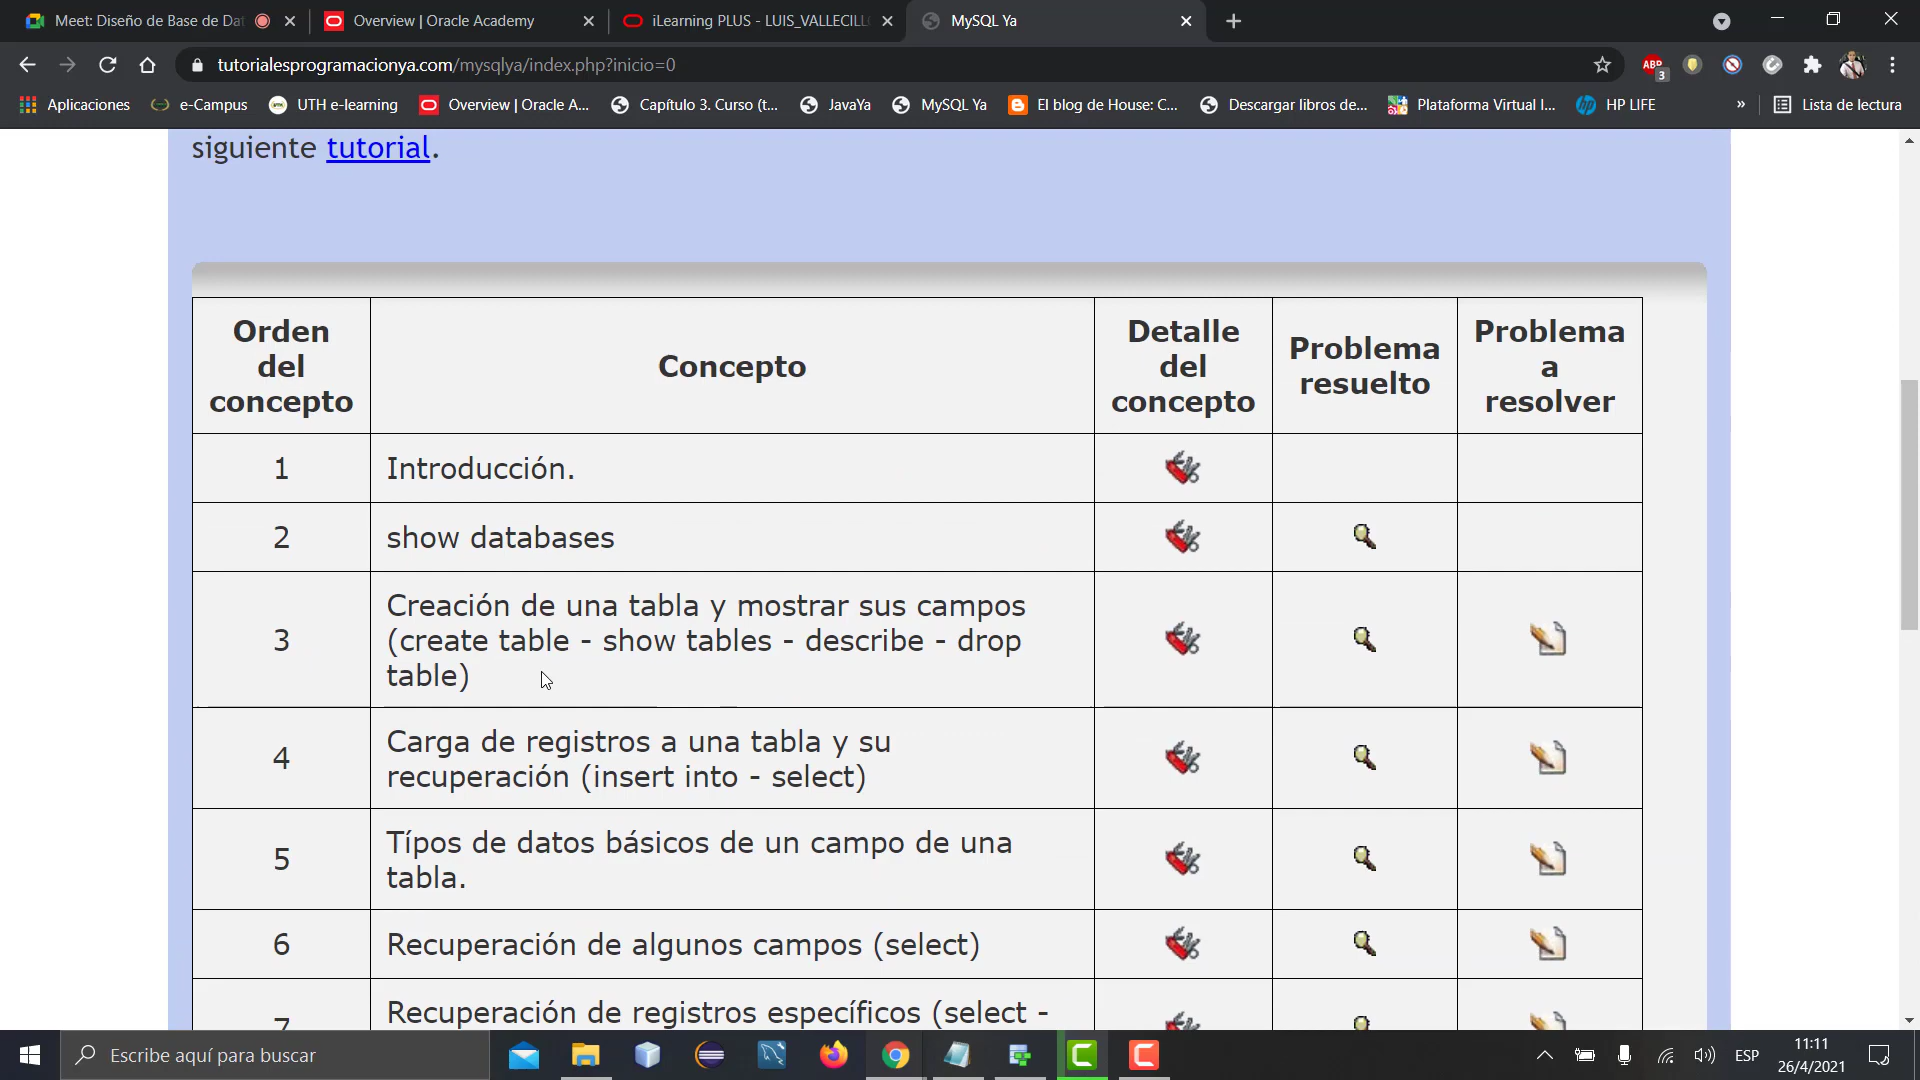 Meet: Diseño de Base de Dat
Overview | Oracle Academy
iLearning PLUS - LUIS_VALLECILL
MySQL Ya
tutorialesprogramacionya.com/mysqlya/index.php?inicio=0
ABP
3
Aplicaciones
e-Campus
UTH e-learning
Overview | Oracle A...
Capítulo 3. Curso (t...
JavaYa
MySQL Ya
El blog de House: C...
Descargar libros de...
Plataforma Virtual I...
HP LIFE
»
Lista de lectura
siguiente tutorial.
Orden
del
concepto
Concepto
Detalle
del
concepto
Problema
resuelto
Problema
a
resolver
1
Introducción.
2
show databases
3
Creación de una tabla y mostrar sus campos
(create table - show tables - describe - drop
table)
4
Carga de registros a una tabla y su
recuperación (insert into - select)
5
Típos de datos básicos de un campo de una
tabla.
6
Recuperación de algunos campos (select)
7
Recuperación de registros específicos (select -
Escribe aquí para buscar
ESP
11:11
26/4/2021